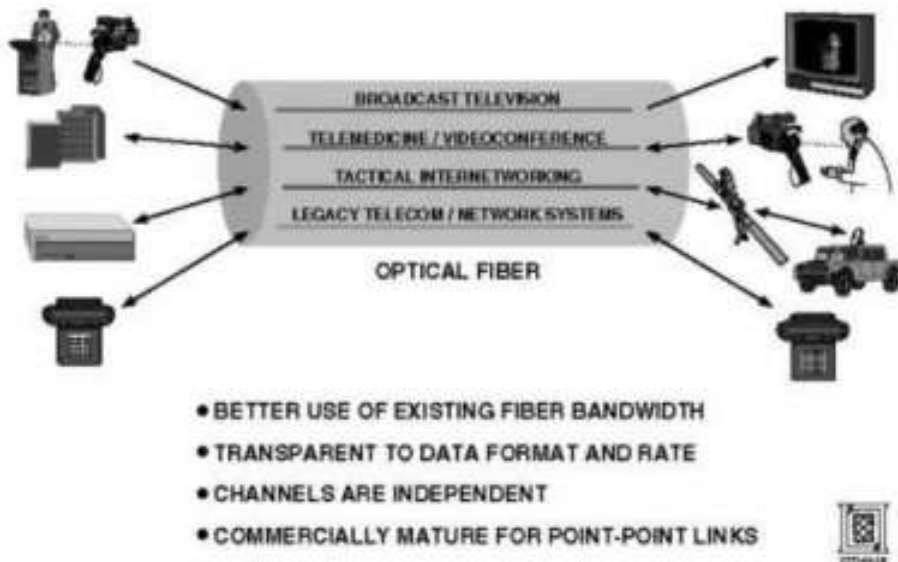 BROADCAST TELEVISION
TELEMEDICINE / VIDEOCONFERENCE
TACTICAL INTERNETWORKING
LEGACY TELECOM / NETWORK SYSTEMS
OPTICAL FIBER
• BETTER USE OF EXISTING FIBER BANDWIDTH
• TRANSPARENT TO DATA FORMAT AND RATE
• CHANNELS ARE INDEPENDENT
• COMMERCIALLY MATURE FOR POINT-POINT LINKS